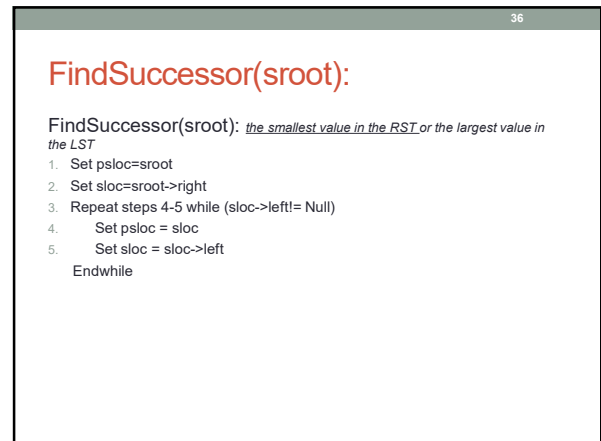 36
FindSuccessor(sroot):
FindSuccessor(sroot): the smallest value in the RST or the largest value in
the LST
1. Set psloc=sroot
2. Set sloc=sroot->right
3. Repeat steps 4-5 while (sloc->left!= Null)
4. Set psloc = sloc
5. Set sloc = sloc->left
Endwhile